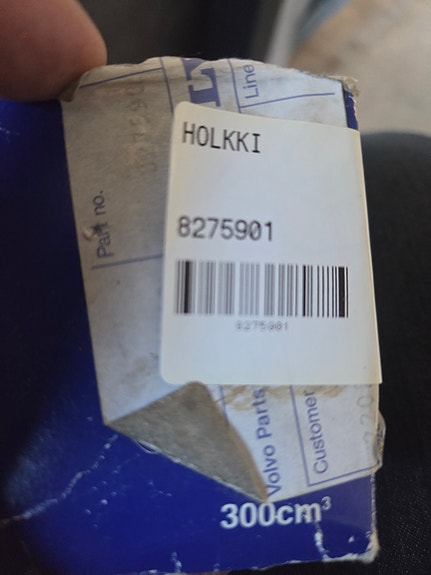 HOLKKI
8275901
8275901
Part no.
Line
Volvo Parts
Customer
300cm³